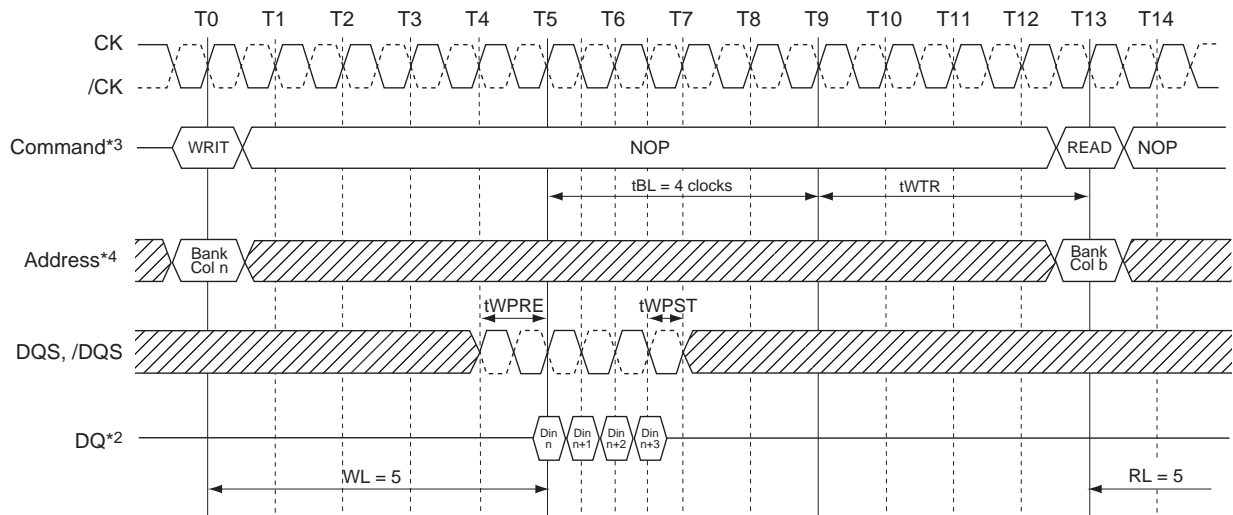 T0 T1 T2 T3 T4 T5 T6 T7 T8 T9 T10 T11 T12 T13 T14
CK
/CK
Command*3 WRIT NOP READ NOP
tBL = 4 clocks tWTR
Address*4 Bank Col n Bank Col b
tWPRE tWPST
DQS, /DQS
DQ*2 Din n Din n+1 Din n+2 Din n+3
WL = 5 RL = 5